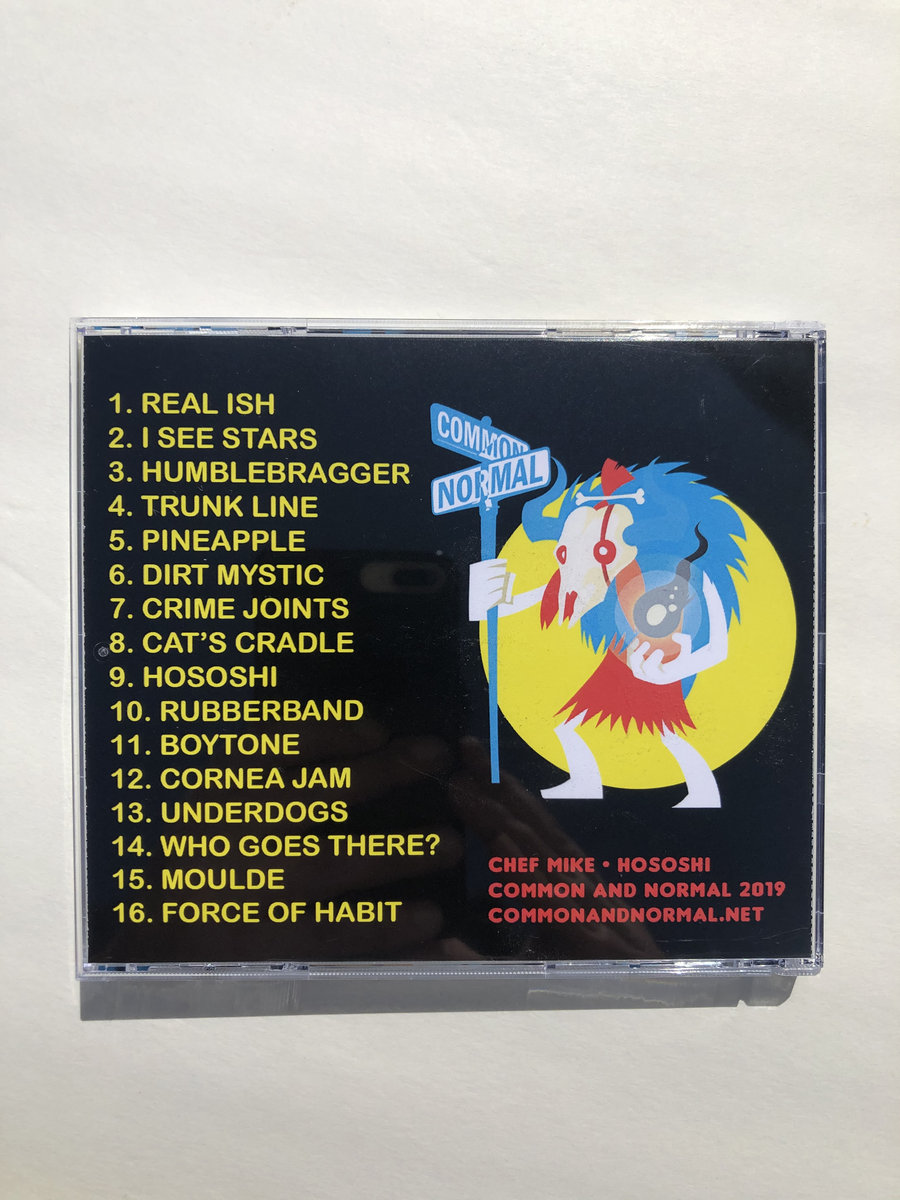 1. REAL ISH
2. I SEE STARS
3. HUMBLEBRAGGER
4. TRUNK LINE
5. PINEAPPLE
6. DIRT MYSTIC
7. CRIME JOINTS
8. CAT'S CRADLE
9. HOSOSHI
10. RUBBERBAND
11. BOYTONE
12. CORNEA JAM
13. UNDERDOGS
14. WHO GOES THERE?
15. MOULDE
16. FORCE OF HABIT
COMMON
NORMAL
CHEF MIKE • HOSOSHI
COMMON AND NORMAL 2019
COMMONANDNORMAL.NET